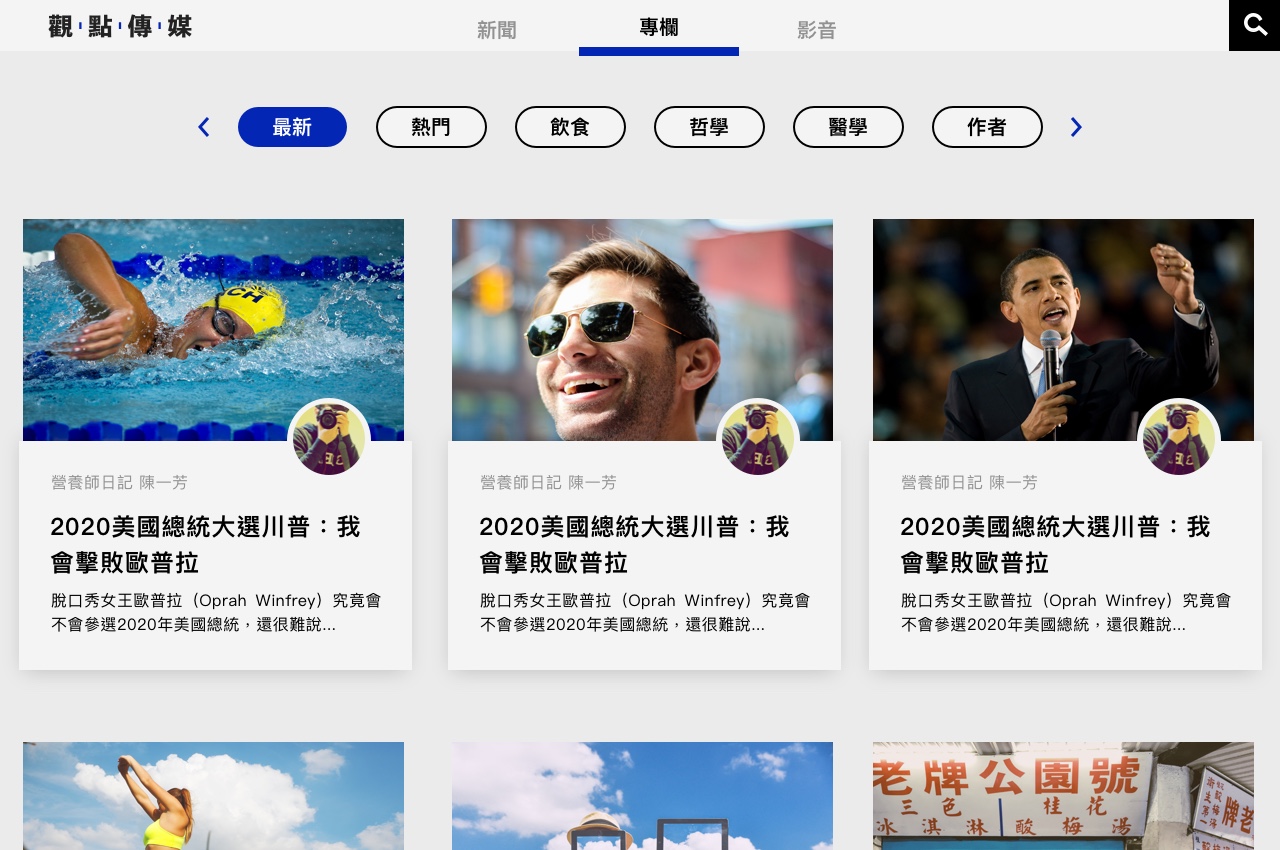 觀點傳媒
新聞
專欄
影音
最新
熱門
飲食
哲學
醫學
作者
CH
營養師日記 陳一芳
2020美國總統大選川普：我
會擊敗歐普拉
脫口秀女王歐普拉（Oprah Winfrey）究竟會
不會參選2020年美國總統，還很難說...
營養師日記 陳一芳
2020美國總統大選川普：我
會擊敗歐普拉
脫口秀女王歐普拉（Oprah Winfrey）究竟會
不會參選2020年美國總統，還很難說...
營養師日記 陳一芳
2020美國總統大選川普：我
會擊敗歐普拉
脫口秀女王歐普拉（Oprah Winfrey）究竟會
不會參選2020年美國總統，還很難說...
老牌公園號
三色 桂花
冰淇淋 酸梅湯